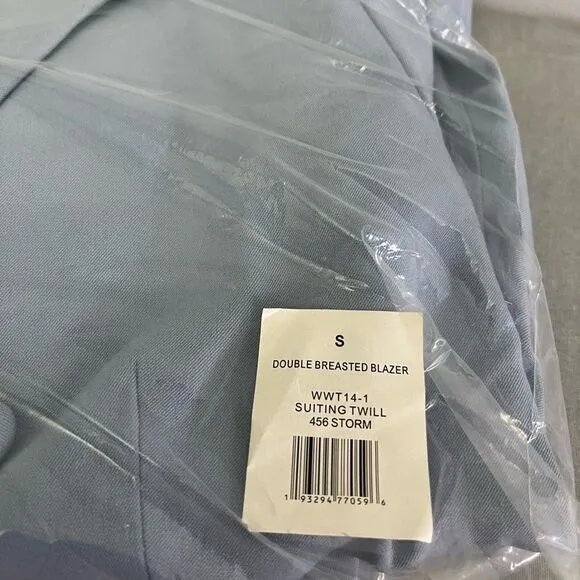 S
DOUBLE BREASTED BLAZER
WWT14-1
SUITING TWILL
456 STORM
1 93294 77059 6